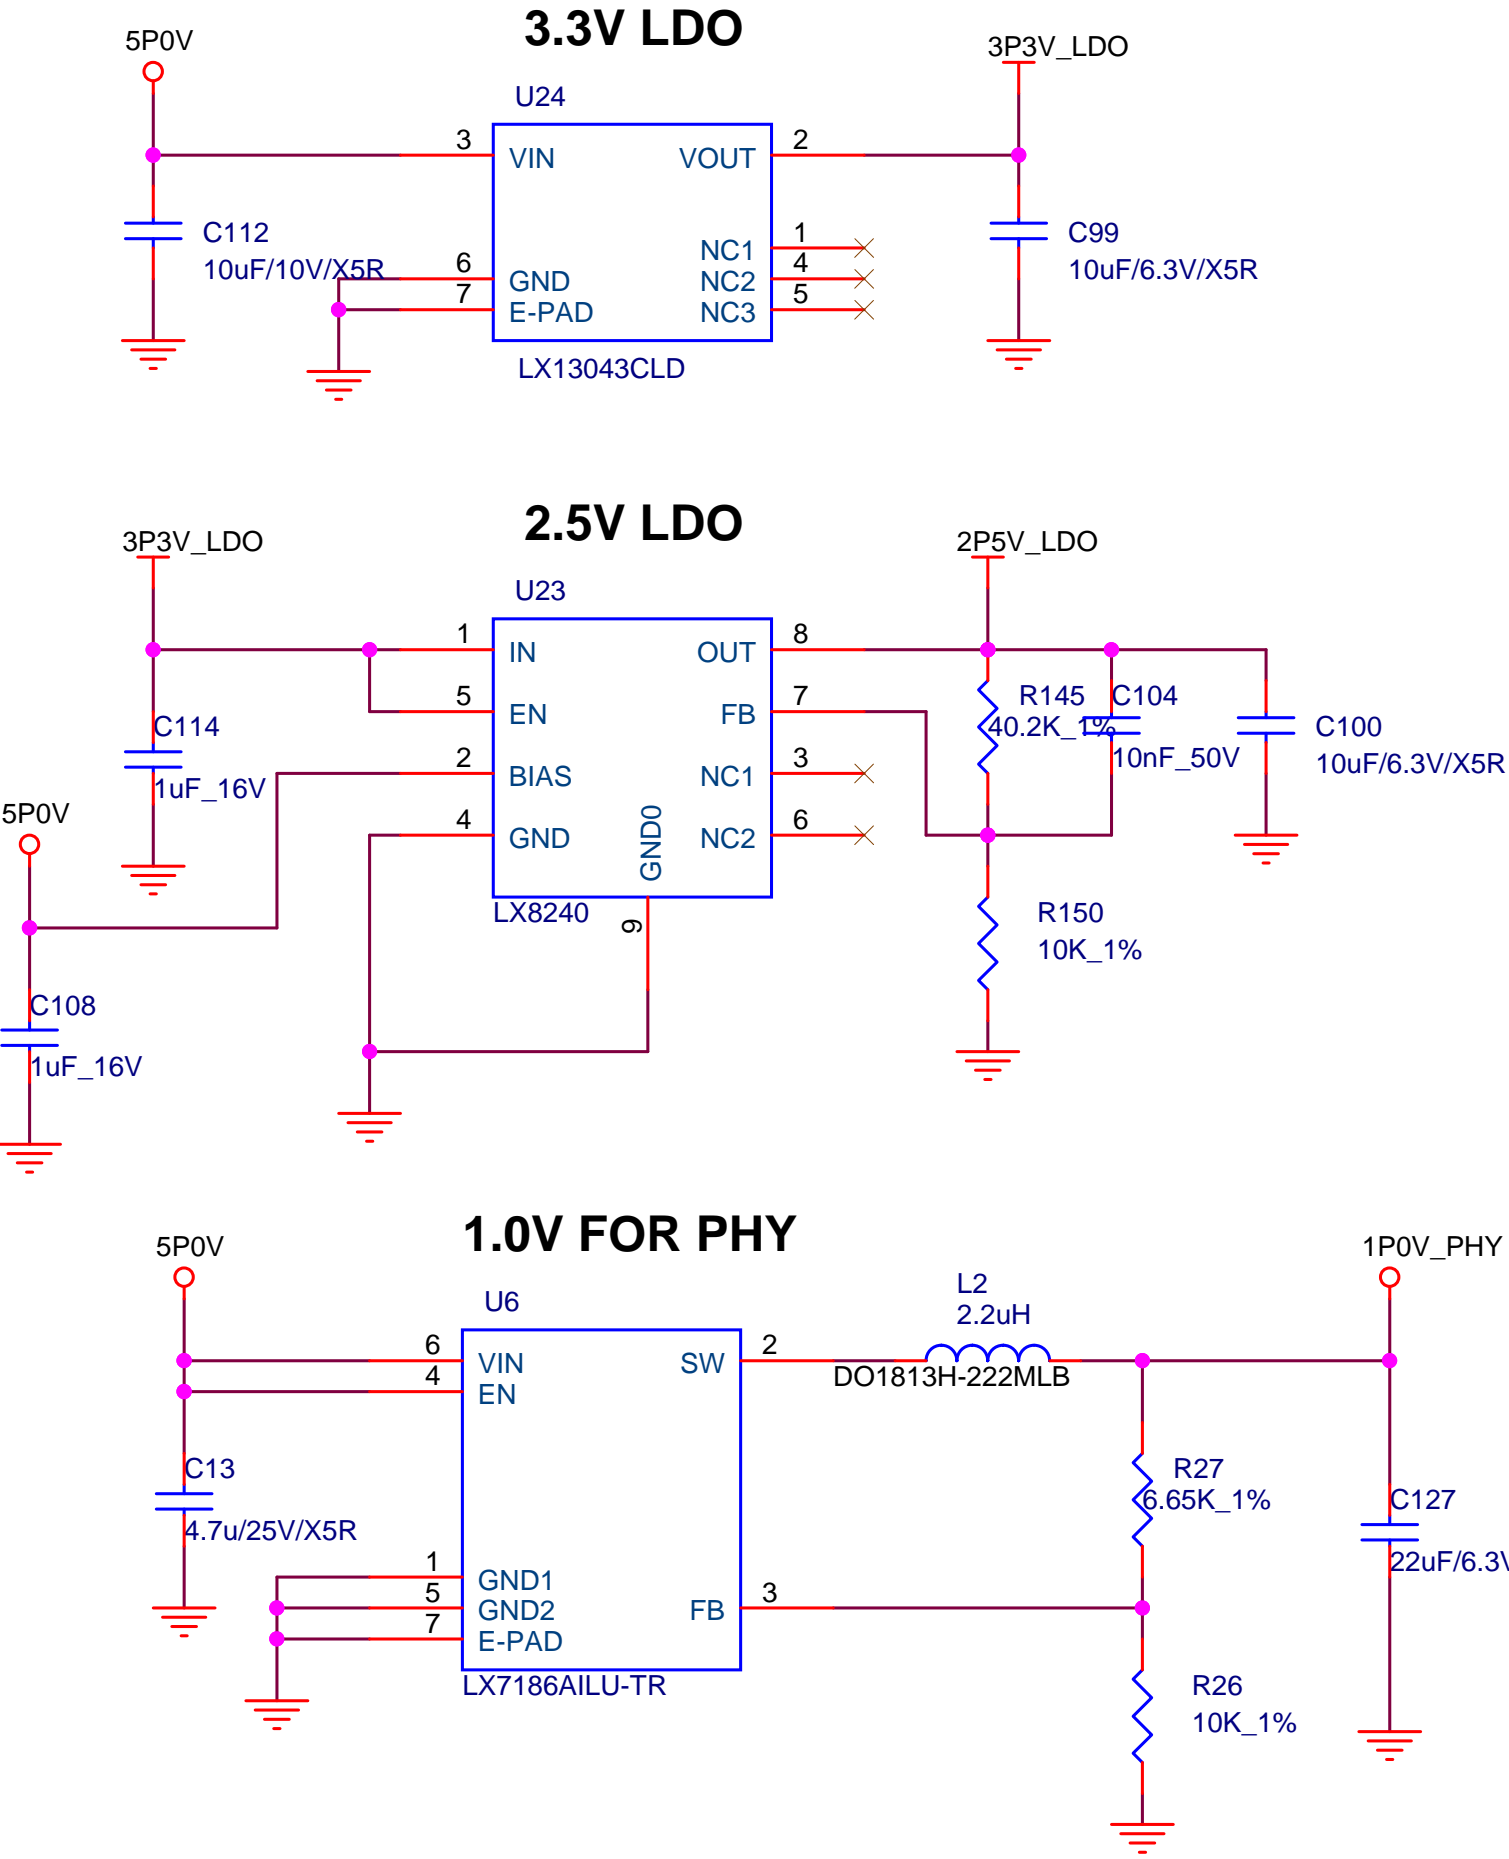 3.3V LDO
5P0V
3P3V_LDO
U24
3
VIN
VOUT
2
C112
10uF/10V/X5R
C99
10uF/6.3V/X5R
NC1
1
6
GND
NC2
4
7
E-PAD
NC3
5
LX13043CLD
2.5V LDO
3P3V_LDO
2P5V_LDO
U23
1
IN
OUT
8
5
EN
FB
7
R145
40.2K_1%
C104
10nF_50V
C100
10uF/6.3V/X5R
C114
1uF_16V
2
BIAS
NC1
3
5P0V
4
GND
GND0
NC2
6
LX8240
9
R150
10K_1%
C108
1uF_16V
1.0V FOR PHY
5P0V
1P0V_PHY
U6
L2
2.2uH
6
VIN
SW
2
DO1813H-222MLB
4
EN
C13
4.7u/25V/X5R
R27
6.65K_1%
C127
22uF/6.3V
1
GND1
5
GND2
FB
3
7
E-PAD
LX7186AILU-TR
R26
10K_1%